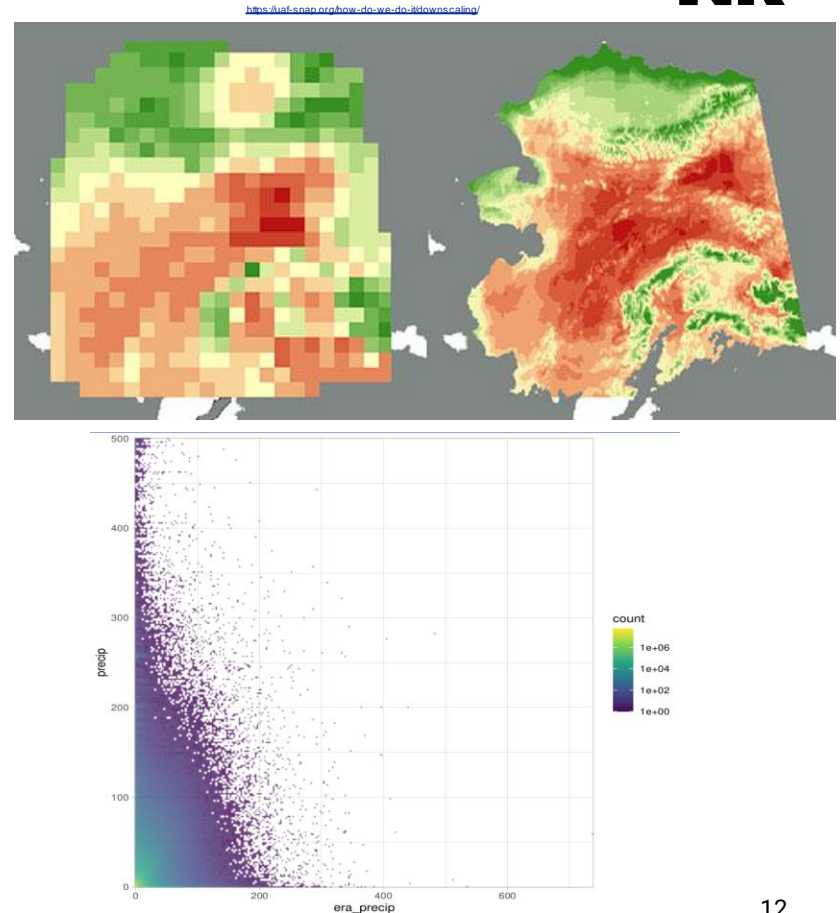 https://uaf-snap.org/how-do-we-do-it/downscaling/
500
400
300
200
100
0
precip
0
200
400
600
era_precip
count
1e+06
1e+04
1e+02
1e+00
12